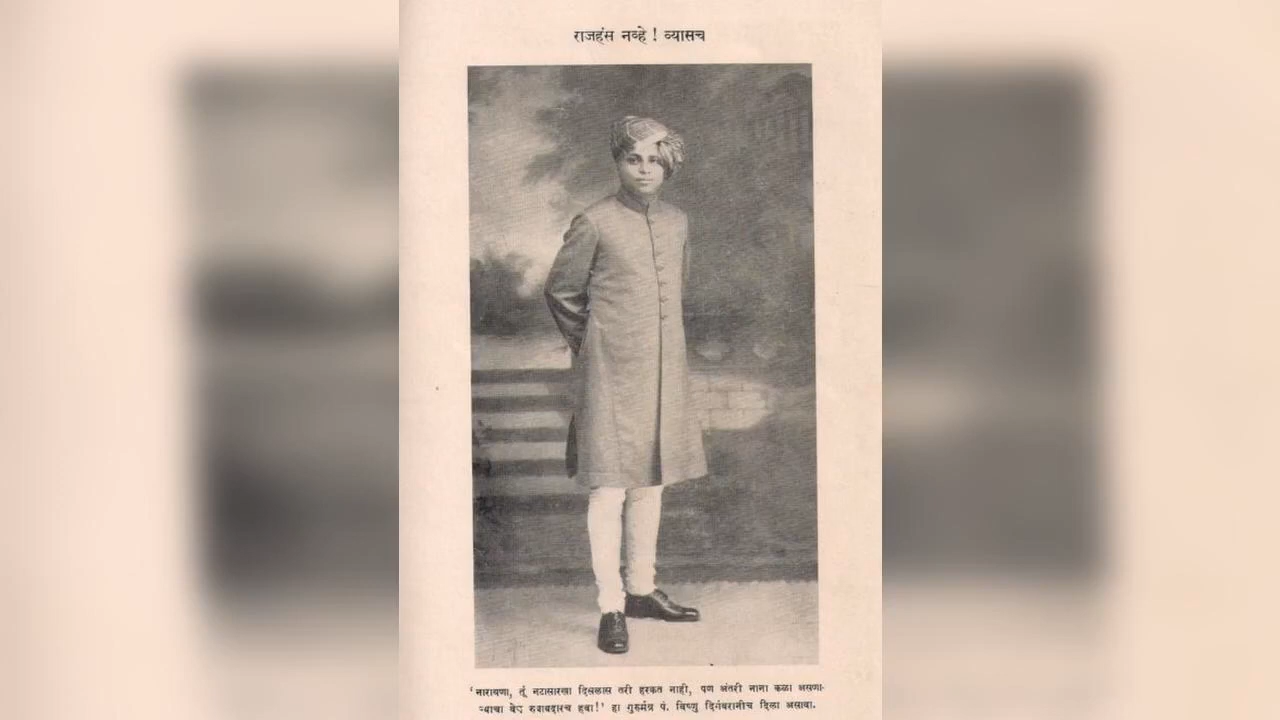 राजहंस नव्हे ! व्यासच
'नारायणा, तूं नटासारखा दिसलास तरी हरकत नाही, पण अंतरी नाना कळा असणा-
ऱ्याचा वेष रुबाबदारच हवा!' हा गुरुमंत्र पं. विष्णु दिगंबरानींच दिला असावा.